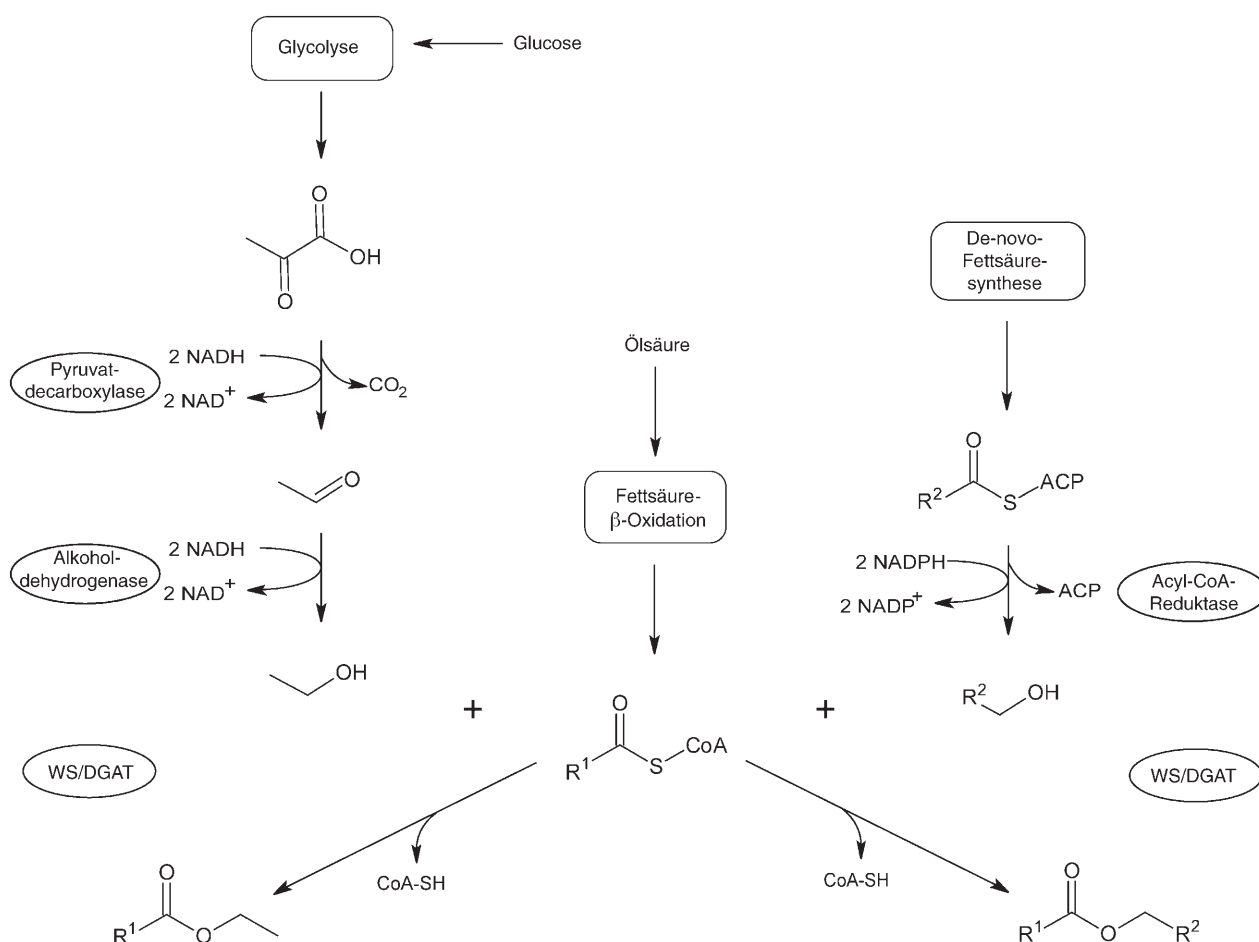 Glycolyse
Glucose
O
OH
O
De-novo-
Fettsäure-
synthese
Ölsäure
Pyruvat-
decarboxylase
2 NADH
2 NAD+
CO2
O
Fettsäure-
β-Oxidation
O
R2
S
ACP
Alkohol-
dehydrogenase
2 NADH
2 NAD+
2 NADPH
2 NADP+
ACP
Acyl-CoA-
Reduktase
OH
+
O
R1
S
CoA
+
R2
OH
WS/DGAT
WS/DGAT
CoA-SH
CoA-SH
O
R1
O
O
R1
O
R2